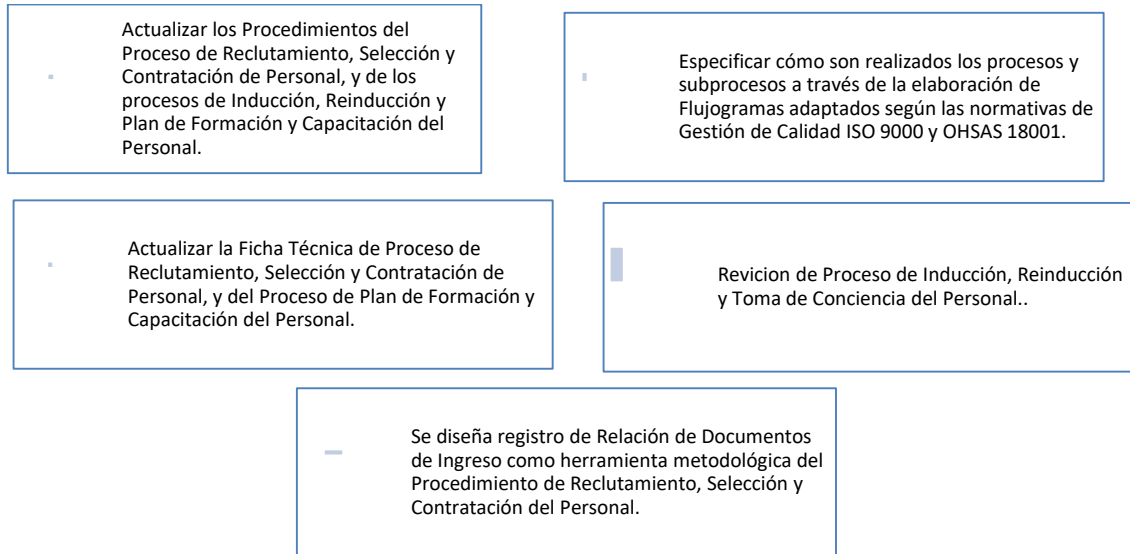 Actualizar los Procedimientos del
Proceso de Reclutamiento, Selección y
Contratación de Personal, y de los
procesos de Inducción, Reinducción y
Plan de Formación y Capacitación del
Personal.
Especificar cómo son realizados los procesos y
subprocesos a través de la elaboración de
Flujogramas adaptados según las normativas de
Gestión de Calidad ISO 9000 y OHSAS 18001.
Actualizar la Ficha Técnica de Proceso de
Reclutamiento, Selección y Contratación de
Personal, y del Proceso de Plan de Formación y
Capacitación del Personal.
Revicion de Proceso de Inducción, Reinducción
y Toma de Conciencia del Personal..
Se diseña registro de Relación de Documentos
de Ingreso como herramienta metodológica del
Procedimiento de Reclutamiento, Selección y
Contratación del Personal.